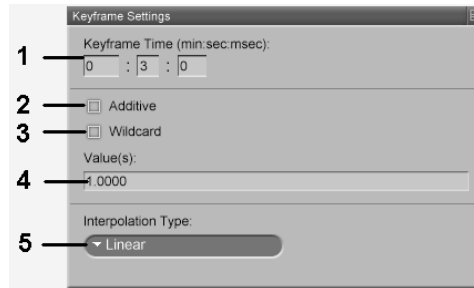 Keyframe Settings
Keyframe Time (min:sec:msec):
1
0 : 3 : 0
2
Additive
3
Wildcard
Value(s):
4
1.0000
Interpolation Type:
5
Linear